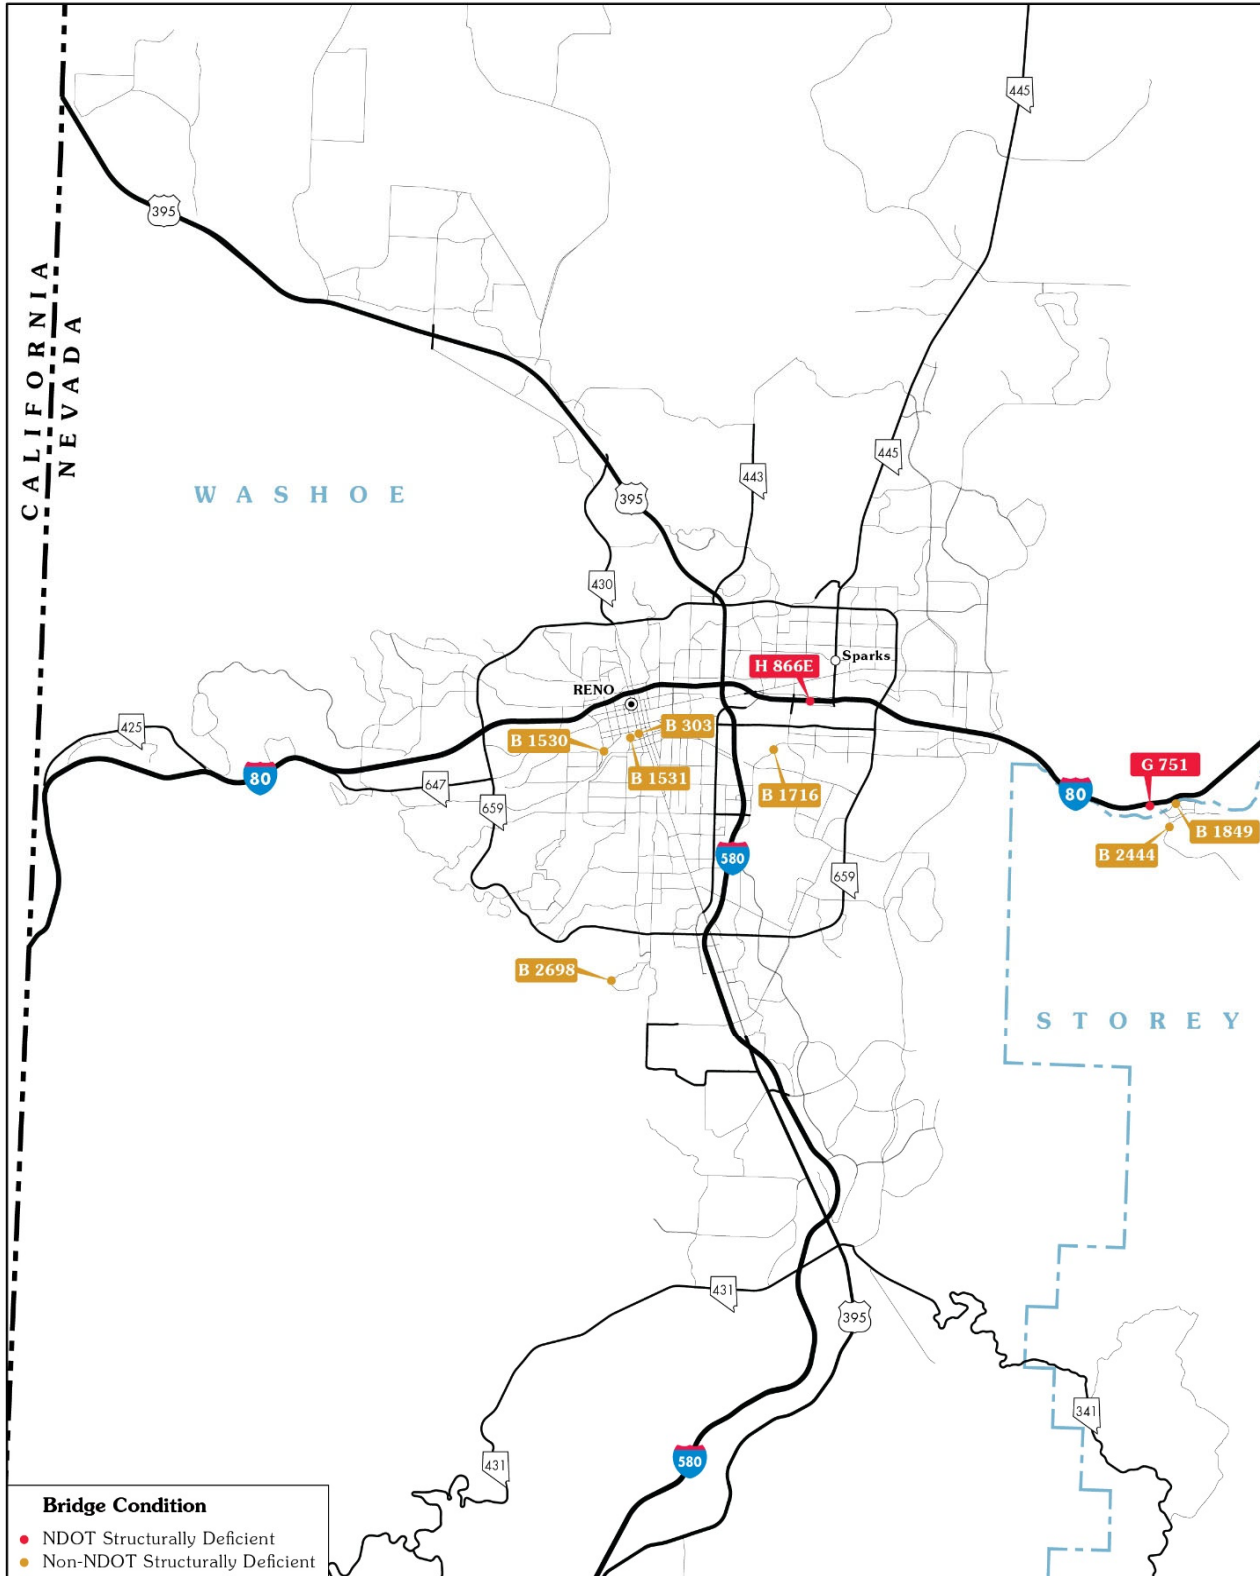 445
395
CALIFORNIA
NEVADA
445
443
WASHOE
395
430
Sparks
H 866E
RENO
425
B 303
B 1530
G 751
B 1531
80
647
B 1716
80
659
B 1849
B 2444
580
659
B 2698
STOREY
431
395
341
580
431
Bridge Condition
NDOT Structurally Deficient
Non-NDOT Structurally Deficient